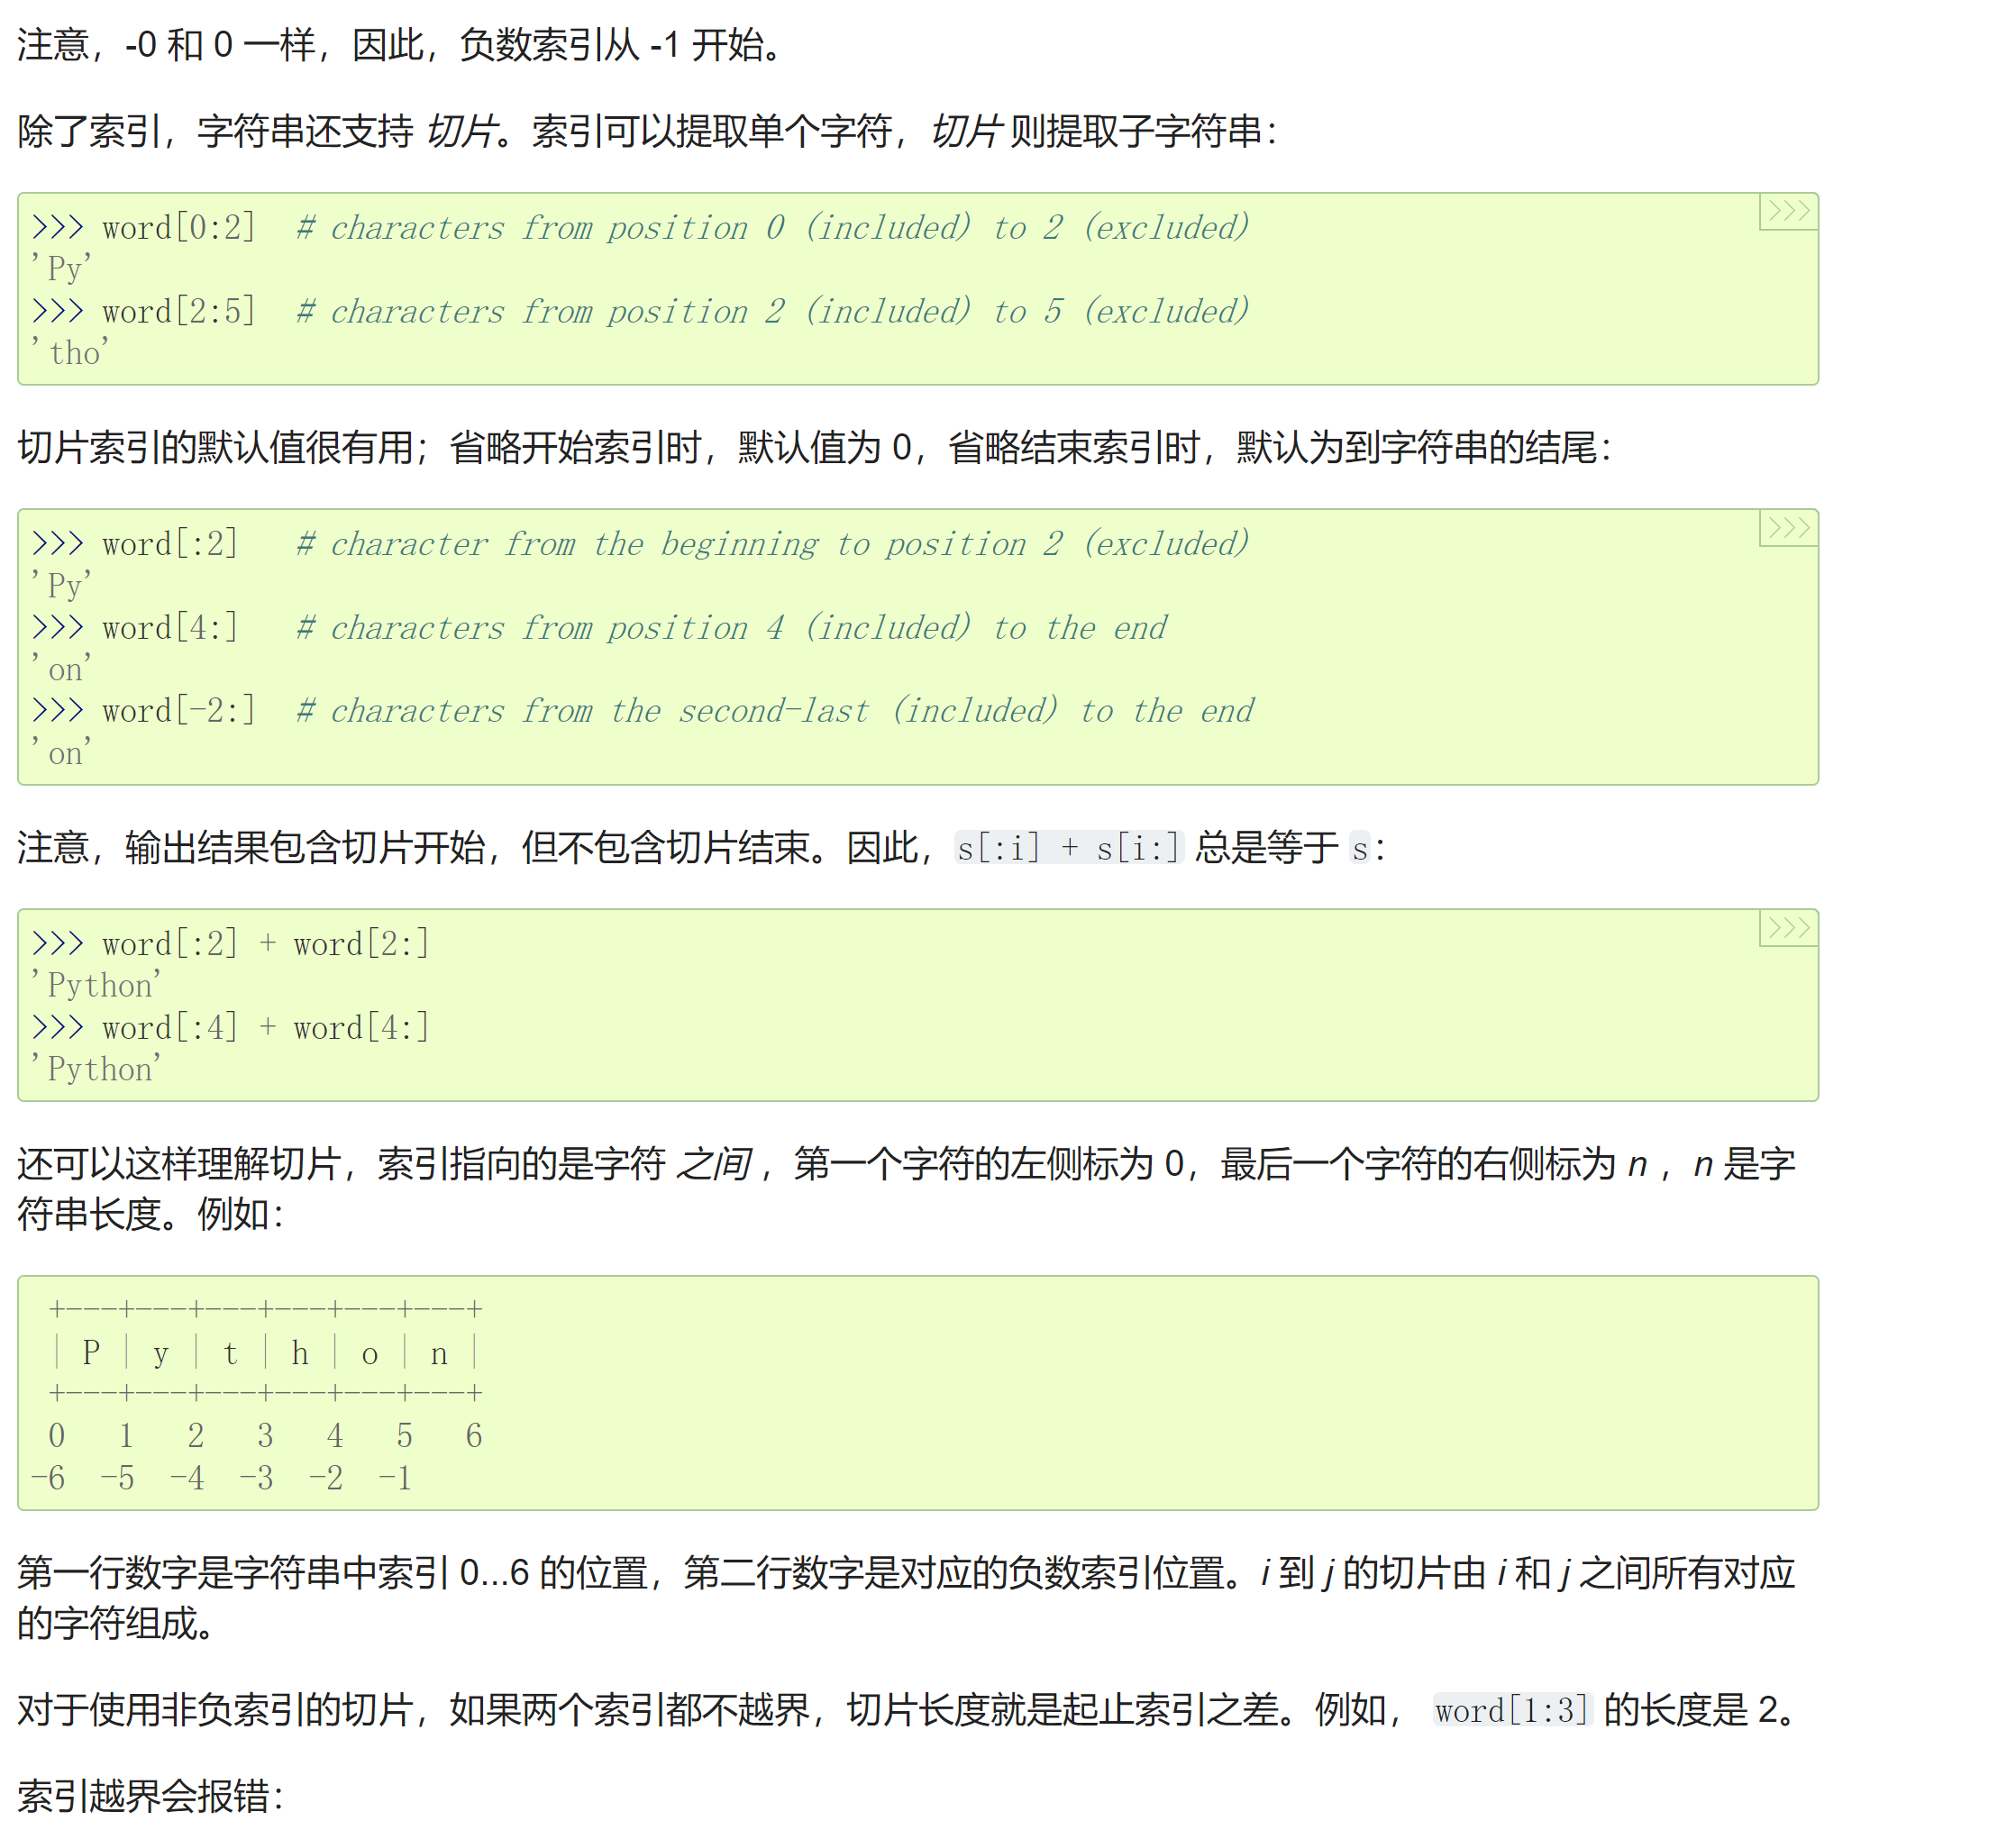 注意，-0 和 0 一样，因此，负数索引从 -1 开始。
除了索引，字符串还支持 切片。索引可以提取单个字符，切片 则提取子字符串：
>>>
>>> word[0:2]  # characters from position 0 (included) to 2 (excluded)
'Py'
>>> word[2:5]  # characters from position 2 (included) to 5 (excluded)
'tho'
切片索引的默认值很有用；省略开始索引时，默认值为 0，省略结束索引时，默认为到字符串的结尾：
>>>
>>> word[:2]   # character from the beginning to position 2 (excluded)
'Py'
>>> word[4:]   # characters from position 4 (included) to the end
'on'
>>> word[-2:]  # characters from the second-last (included) to the end
'on'
注意，输出结果包含切片开始，但不包含切片结束。因此，s[:i] + s[i:] 总是等于 s：
>>>
>>> word[:2] + word[2:]
'Python'
>>> word[:4] + word[4:]
'Python'
还可以这样理解切片，索引指向的是字符 之间 ，第一个字符的左侧标为 0，最后一个字符的右侧标为 n ，n 是字
符串长度。例如：
 +---+---+---+---+---+---+
 | P | y | t | h | o | n |
 +---+---+---+---+---+---+
 0   1   2   3   4   5   6
-6  -5  -4  -3  -2  -1
第一行数字是字符串中索引 0...6 的位置，第二行数字是对应的负数索引位置。i 到 j 的切片由 i 和 j 之间所有对应
的字符组成。
对于使用非负索引的切片，如果两个索引都不越界，切片长度就是起止索引之差。例如， word[1:3] 的长度是 2。
索引越界会报错：